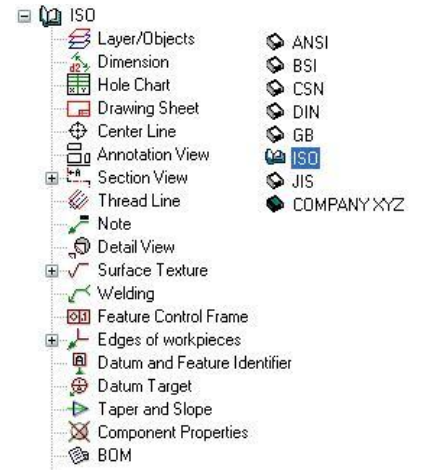 ISO
Layer/Objects
Dimension
Hole Chart
Drawing Sheet
Center Line
Annotation View
Section View
Thread Line
Note
Detail View
Surface Texture
Welding
Feature Control Frame
Edges of workpieces
Datum and Feature Identifier
Datum Target
Taper and Slope
Component Properties
BOM
ANSI
BSI
CSN
DIN
GB
ISO
JIS
COMPANY XYZ